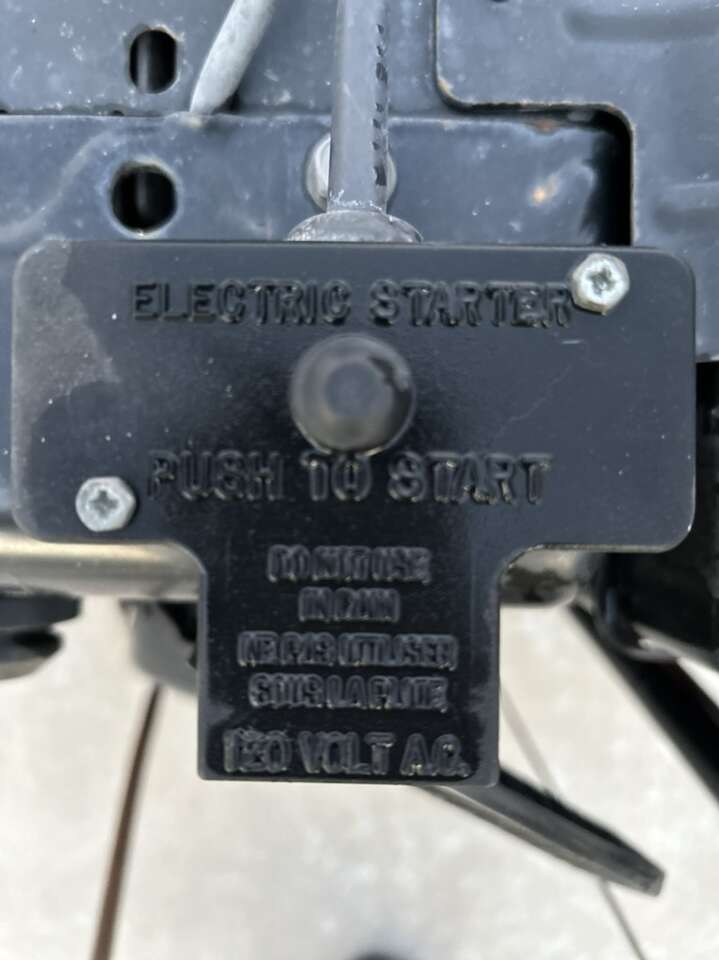 ELECTRIC STARTER
PUSH TO START
DO NOT USE
IN RAIN
NE PAS UTILISER
SOUS LA PLUIE
120 VOLT A.C.